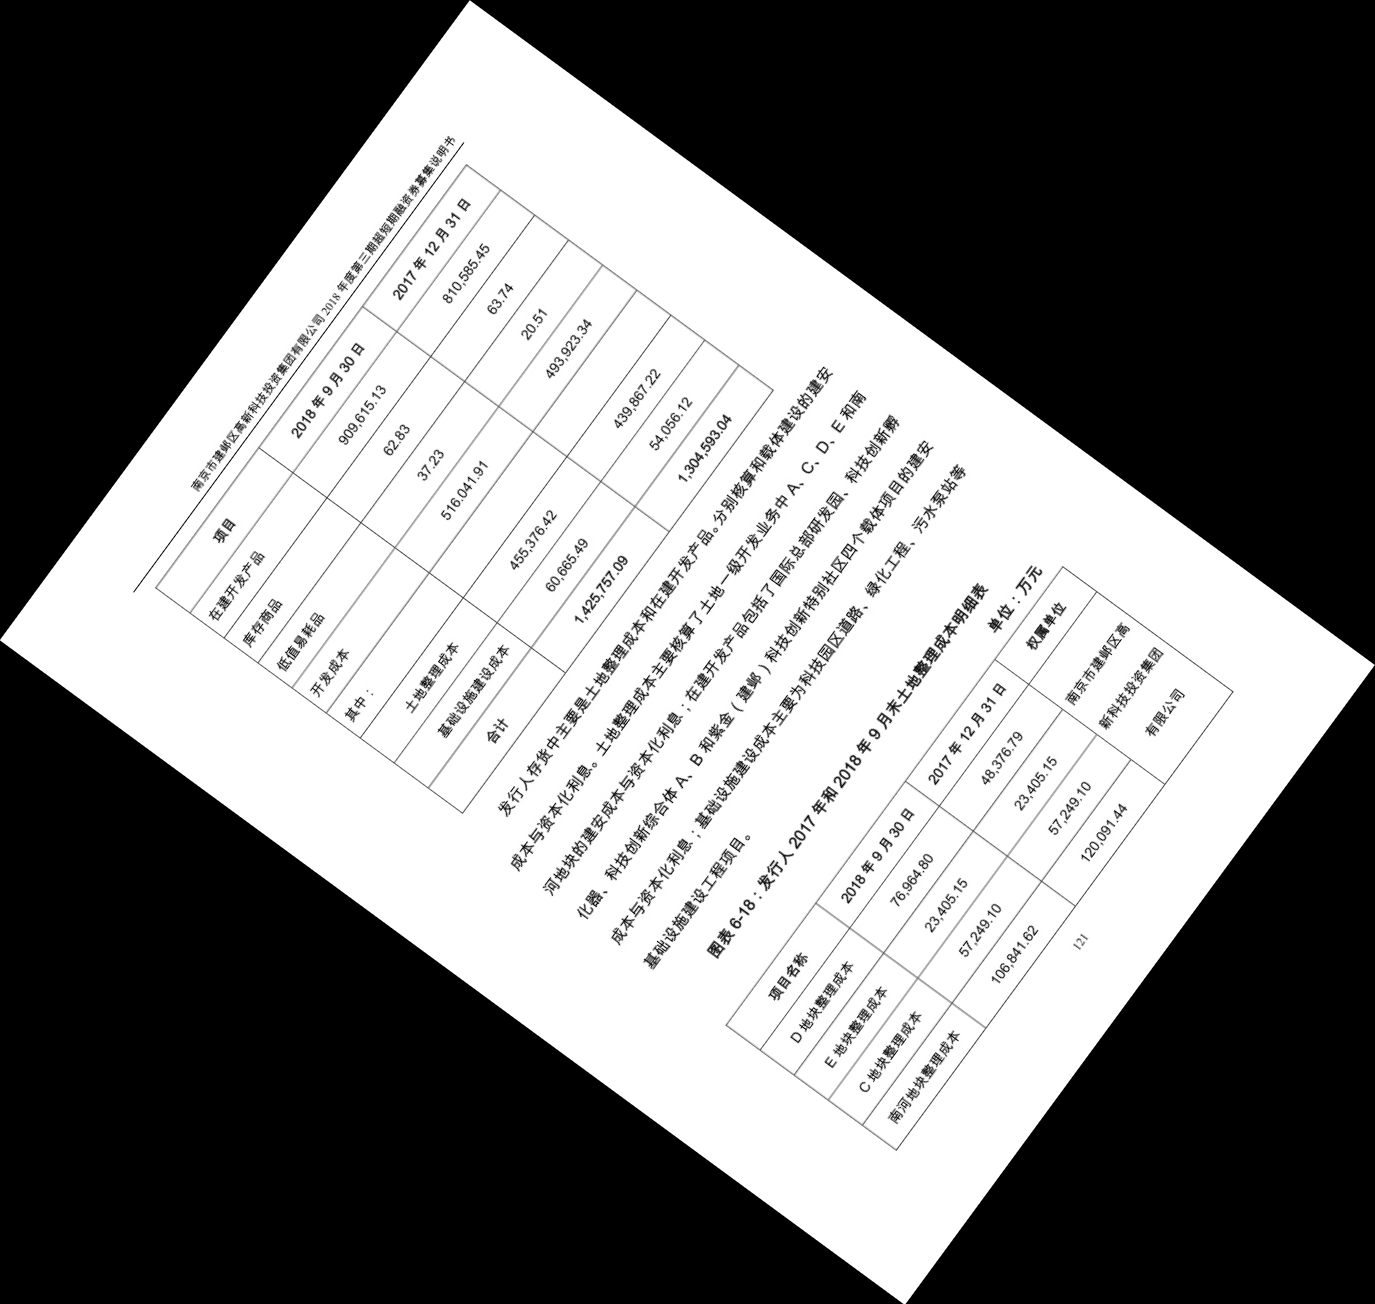 南京市建邺区高新科技投资集团有限公司 2018 年度第三期超短期融资券募集说明书
项目 2018 年 9 月 30 日 2017 年 12 月 31 日
在建开发产品 909,615.13 810,585.45
库存商品 62.83 63.74
低值易耗品 37.23 20.51
开发成本 516,041.91 493,923.34
其中：
土地整理成本 455,376.42 439,867.22
基础设施建设成本 60,665.49 54,056.12
合计 1,425,757.09 1,304,593.04
发行人存货中主要是土地整理成本和在建开发产品。分别核算和载体建设的建安
成本与资本化利息。土地整理成本主要核算了土地一级开发业务中 A、C、D、E 和南
河地块的建安成本与资本化利息；在建开发产品包括了国际总部研发园、科技创新孵
化器、科技创新综合体 A、B 和紫金（建邺）科技创新特别社区四个载体项目的建安
成本与资本化利息；基础设施建设成本主要为科技园区道路、绿化工程、污水泵站等
基础设施建设工程项目。
图表 6-18：发行人 2017 年和 2018 年 9 月末土地整理成本明细表
单位：万元
项目名称 2018 年 9 月 30 日 2017 年 12 月 31 日 权属单位
D 地块整理成本 76,964.80 48,376.79 南京市建邺区高
E 地块整理成本 23,405.15 23,405.15 新科技投资集团
C 地块整理成本 57,249.10 57,249.10 有限公司
南河地块整理成本 106,841.62 120,091.44
121